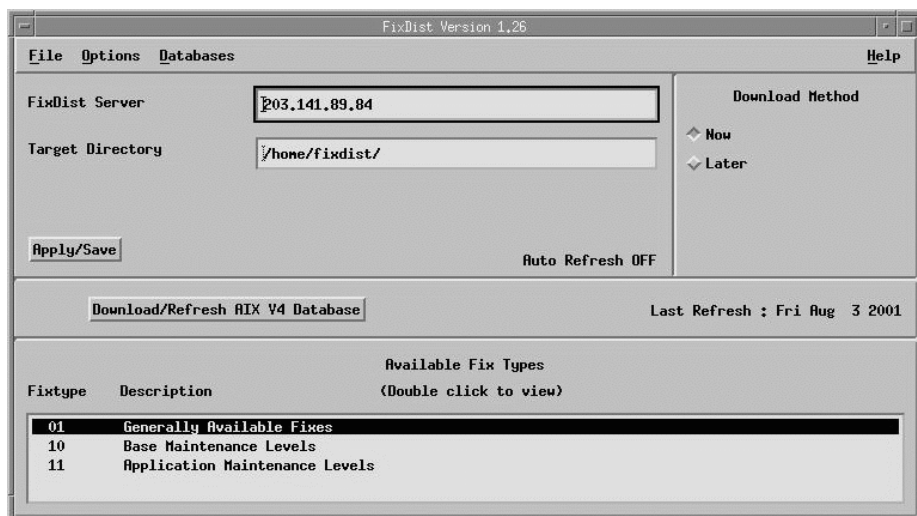 FixDist Version 1.26
File Options Databases Help
FixDist Server 203.141.89.84
Target Directory /home/fixdist/
Download Method
Now
Later
Apply/Save
Auto Refresh OFF
Download/Refresh AIX V4 Database
Last Refresh : Fri Aug 3 2001
Available Fix Types
Fixtype Description (Double click to view)
01 Generally Available Fixes
10 Base Maintenance Levels
11 Application Maintenance Levels